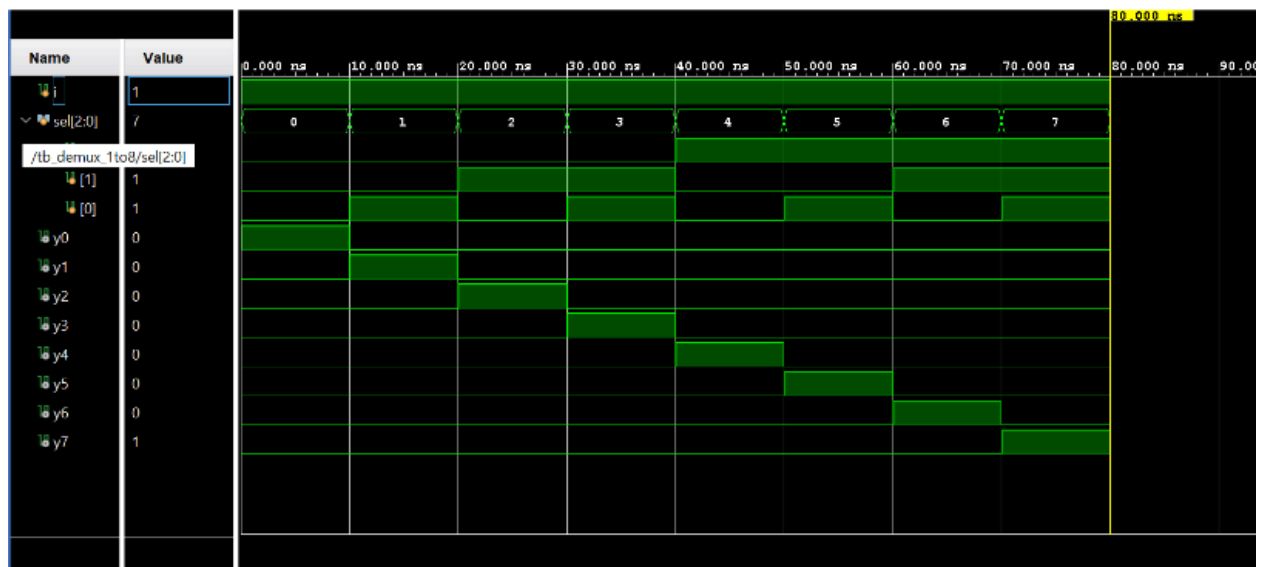 80.000 ns
Name Value
0.000 ns 10.000 ns 20.000 ns 30.000 ns 40.000 ns 50.000 ns 60.000 ns 70.000 ns 80.000 ns 90.00
i 1
sel[2:0] 7 0 1 2 3 4 5 6 7
/tb_demux_1to8/sel[2:0]
[1] 1
[0] 1
y0 0
y1 0
y2 0
y3 0
y4 0
y5 0
y6 0
y7 1